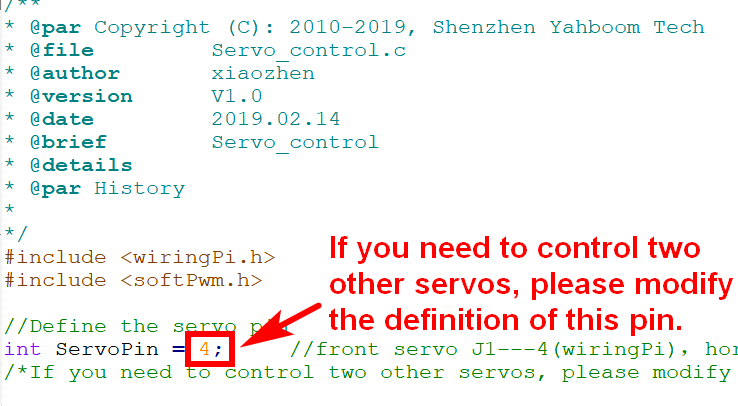 /**
* @par Copyright (C): 2010-2019, Shenzhen Yahboom Tech
* @file Servo_control.c
* @author xiaozhen
* @version V1.0
* @date 2019.02.14
* @brief Servo_control
* @details
* @par History
*
*/
#include <wiringPi.h>
#include <softPwm.h>
If you need to control two
other servos, please modify
the definition of this pin.
//Define the servo pin
int ServoPin = 4; //front servo J1---4(wiringPi), hor
/*If you need to control two other servos, please modify